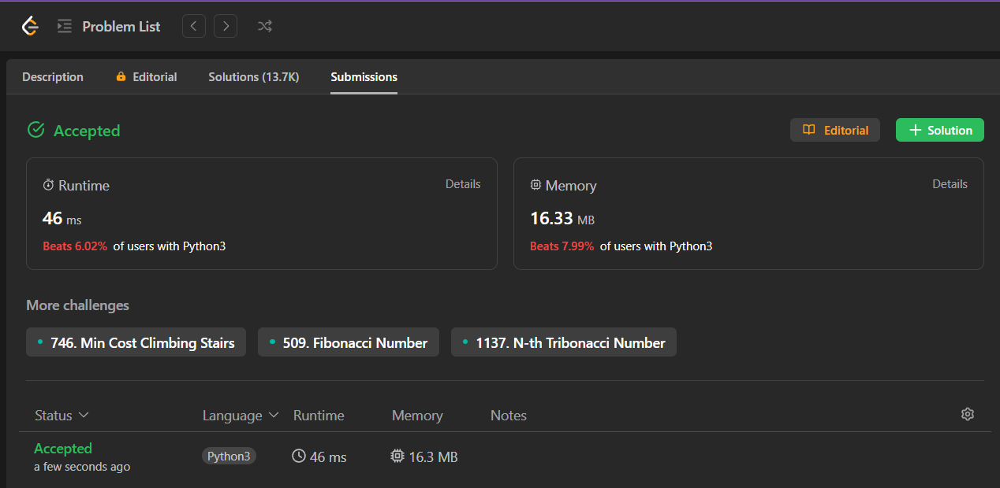 Problem List
Description Editorial Solutions (13.7K) Submissions
Accepted Editorial Solution
Runtime Details
46 ms
Beats 6.02% of users with Python3
Memory Details
16.33 MB
Beats 7.99% of users with Python3
More challenges
746. Min Cost Climbing Stairs 509. Fibonacci Number 1137. N-th Tribonacci Number
Status Language Runtime Memory Notes
Accepted
a few seconds ago
Python3 46 ms 16.3 MB